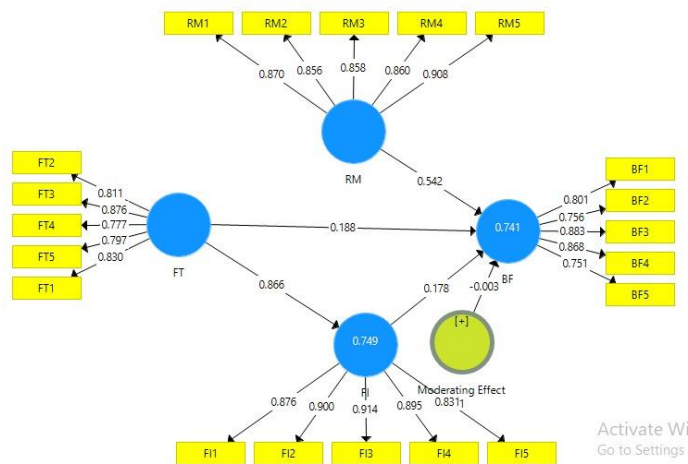 RM1 RM2 RM3 RM4 RM5
0.870 0.856 0.858 0.860 0.908
RM
0.542
FT2
FT3
FT4
FT5
FT1
0.811
0.876
0.777
0.797
0.830
FT
0.188
0.866
0.741
BF
0.801
0.756
0.883
0.868
0.751
BF1
BF2
BF3
BF4
BF5
0.178
-0.003
[+]
Moderating Effect
0.749
FI
0.876 0.900 0.914 0.895 0.831
FI1 FI2 FI3 FI4 FI5
Activate Wi
Go to Settings